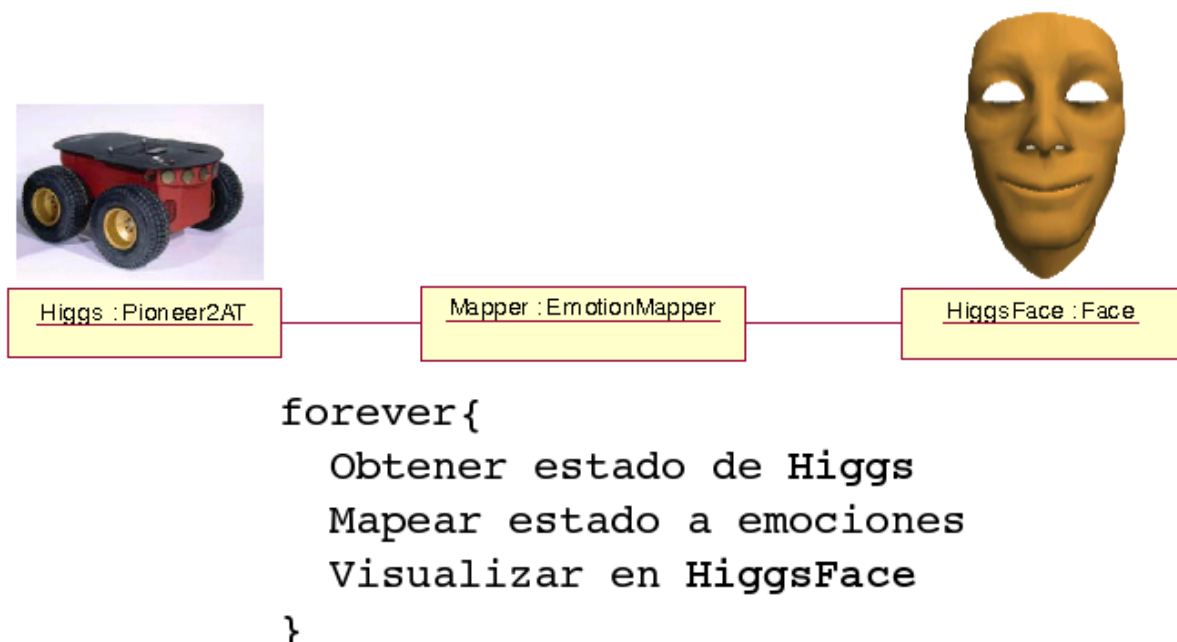 Higgs : Pioneer2AT
Mapper : EmotionMapper
HiggsFace : Face
forever{
Obtener estado de Higgs
Mapear estado a emociones
Visualizar en HiggsFace
}